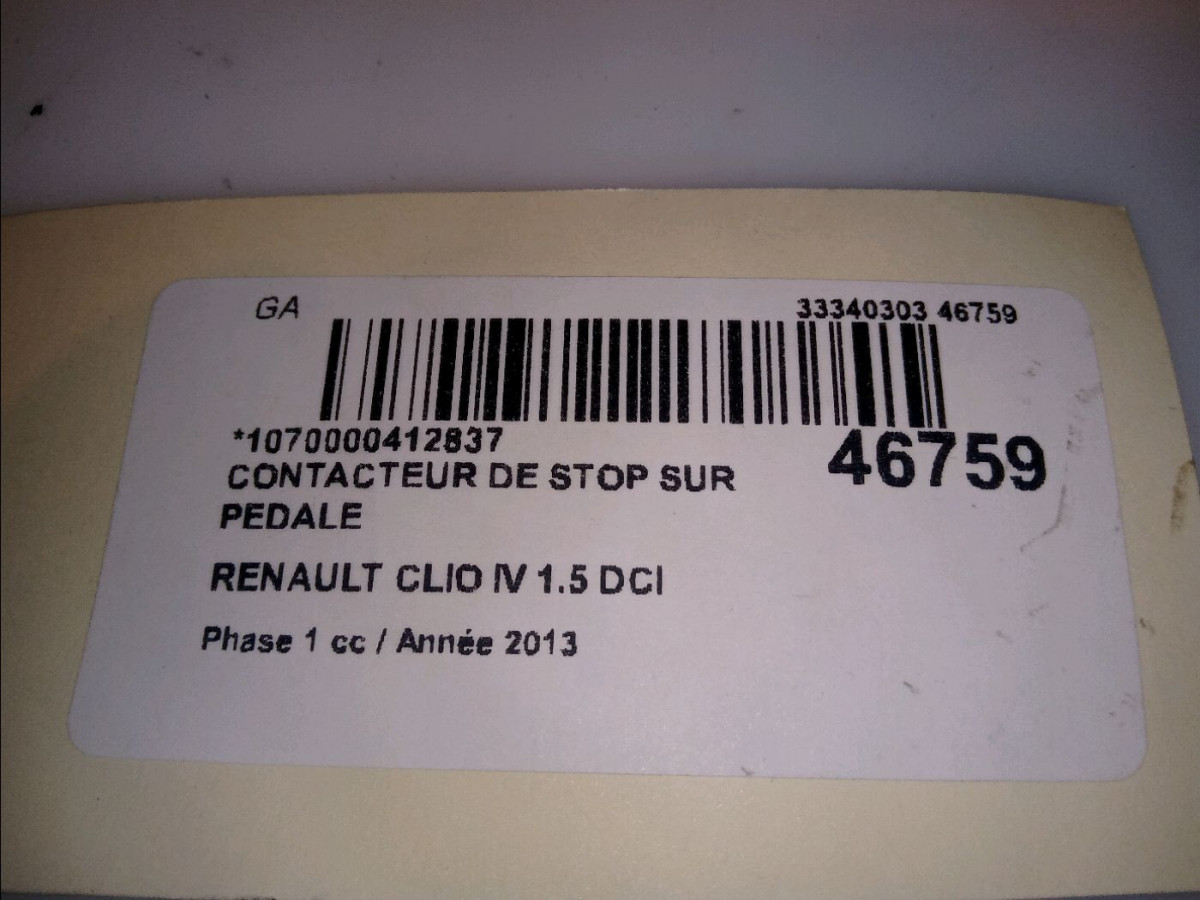 GA
33340303 46759
*1070000412837
46759
CONTACTEUR DE STOP SUR
PEDALE
RENAULT CLIO IV 1.5 DCI
Phase 1 cc / Année 2013